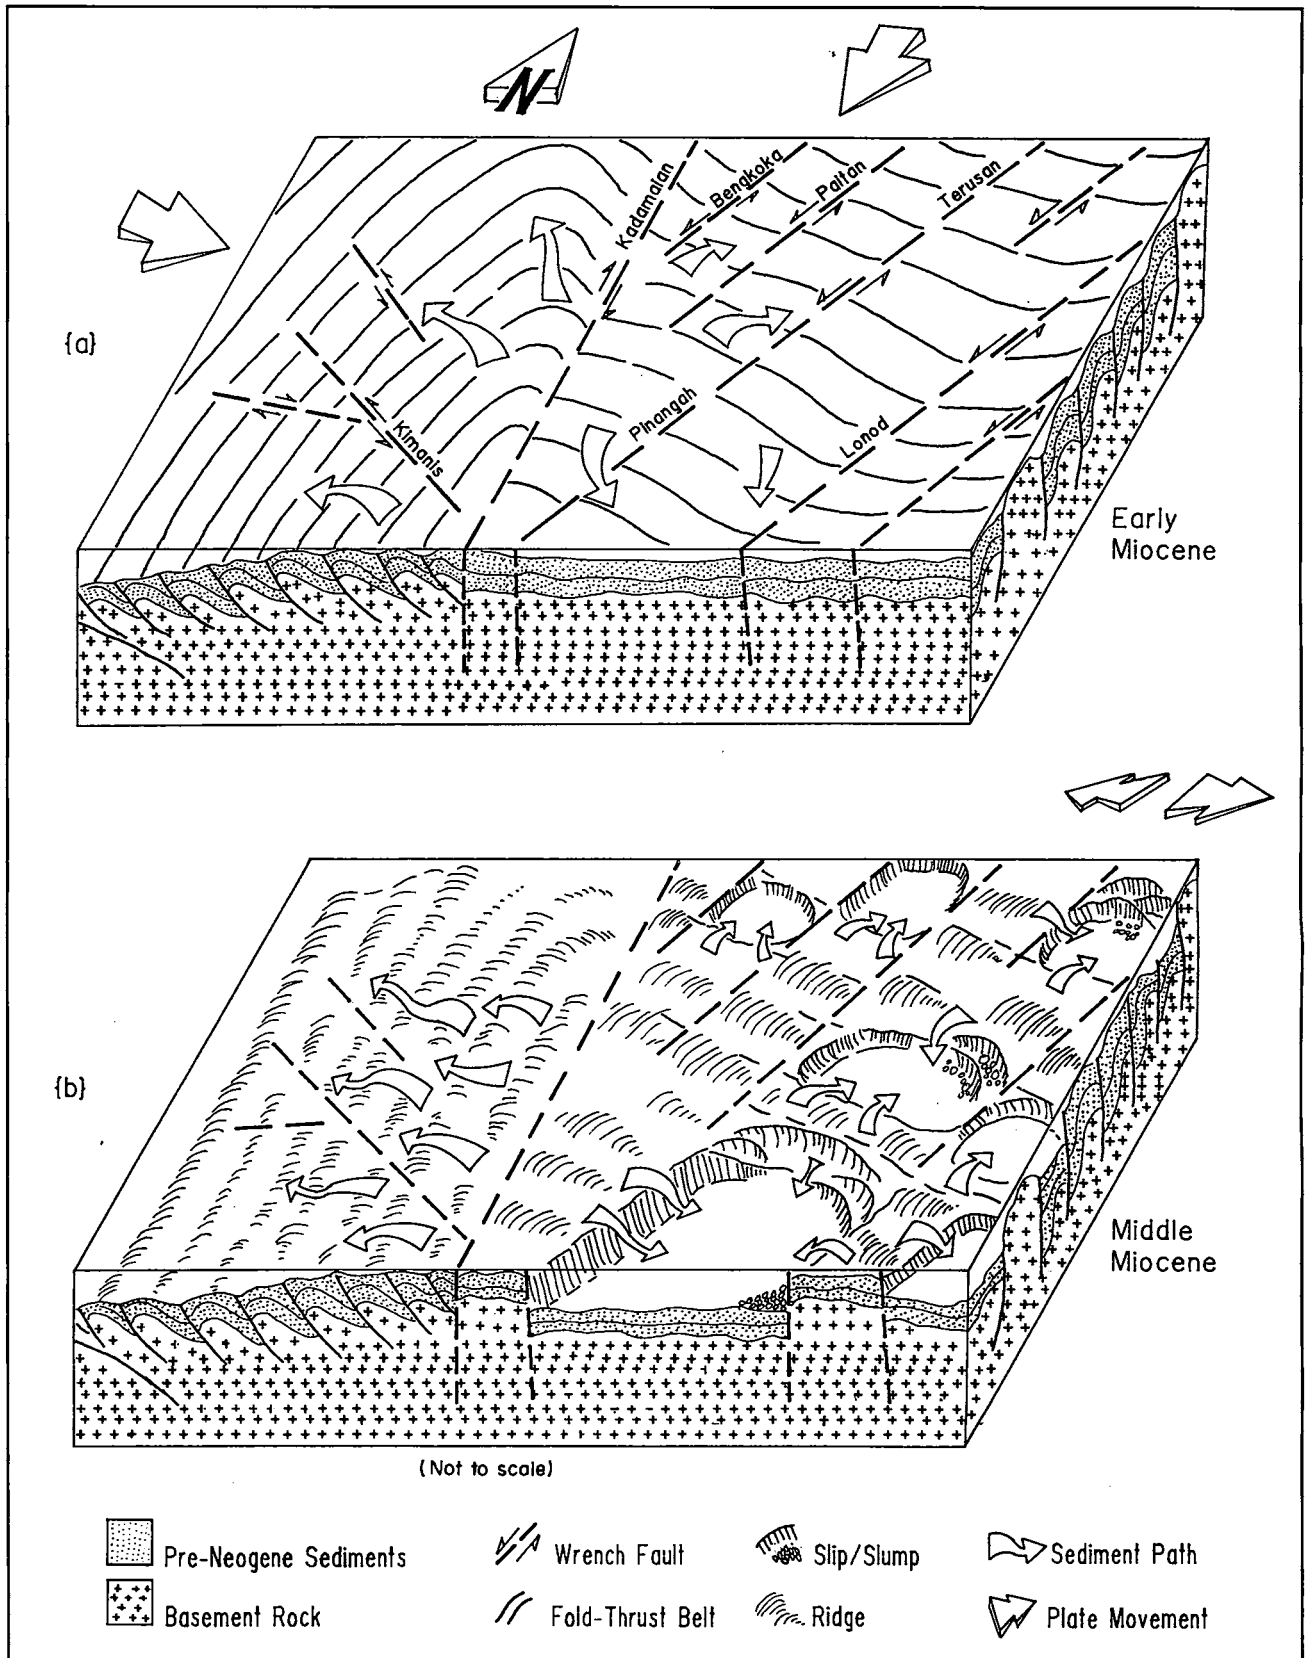 N
Kadamaian
Bengkoka
Paitan
Terusan
{a}
Kimanis
Pinangah
Lonod
Early
Miocene
{b}
Middle
Miocene
(Not to scale)
Pre-Neogene Sediments
Wrench Fault
Slip/Slump
Sediment Path
Basement Rock
Fold-Thrust Belt
Ridge
Plate Movement